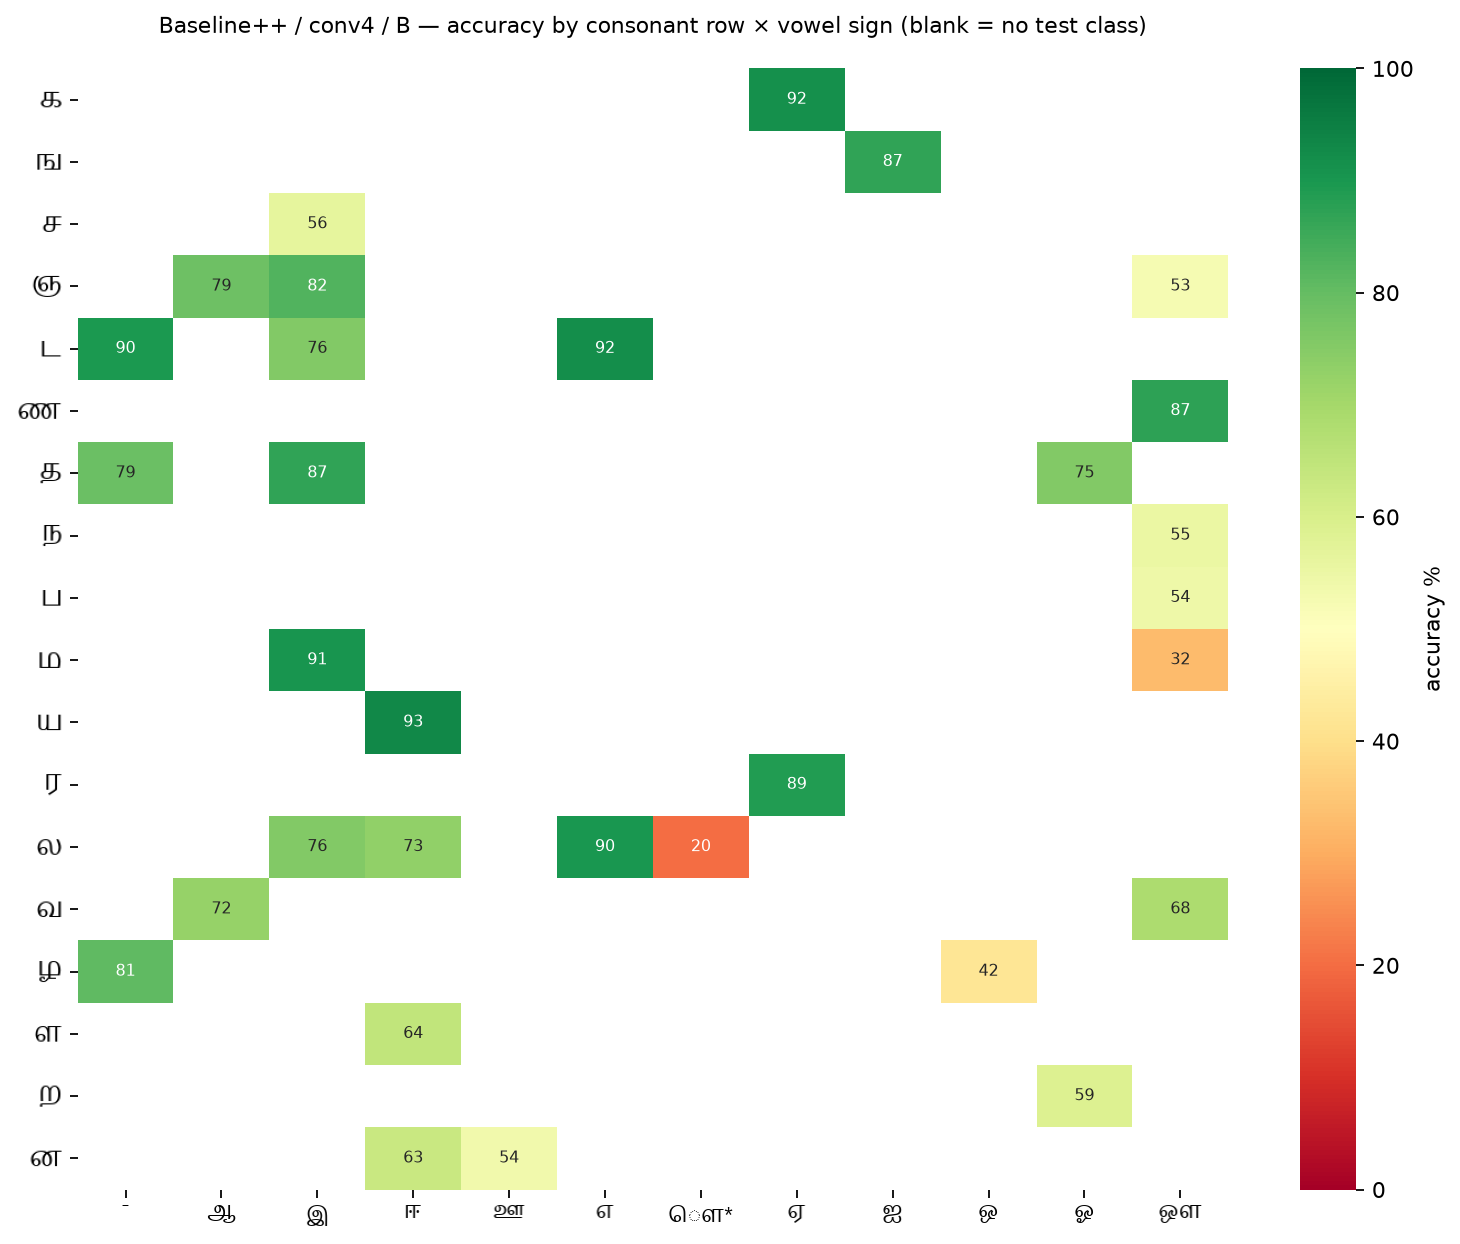 Baseline++ / conv4 / B — accuracy by consonant row × vowel sign (blank = no test class)
க 92
ங 87
ச 56
ஞ 79 82 53
ட 90 76 92
ண 87
த 79 87 75
ந 55
ப 54
ம 91 32
ய 93
ர 89
ல 76 73 90 20
வ 72 68
ழ 81 42
ள 64
ற 59
ன 63 54
- ஆ இ ஈ ஊ எ ௌ* ஏ ஐ ஒ ஓ ஔ
100
80
60
40
20
0
accuracy %